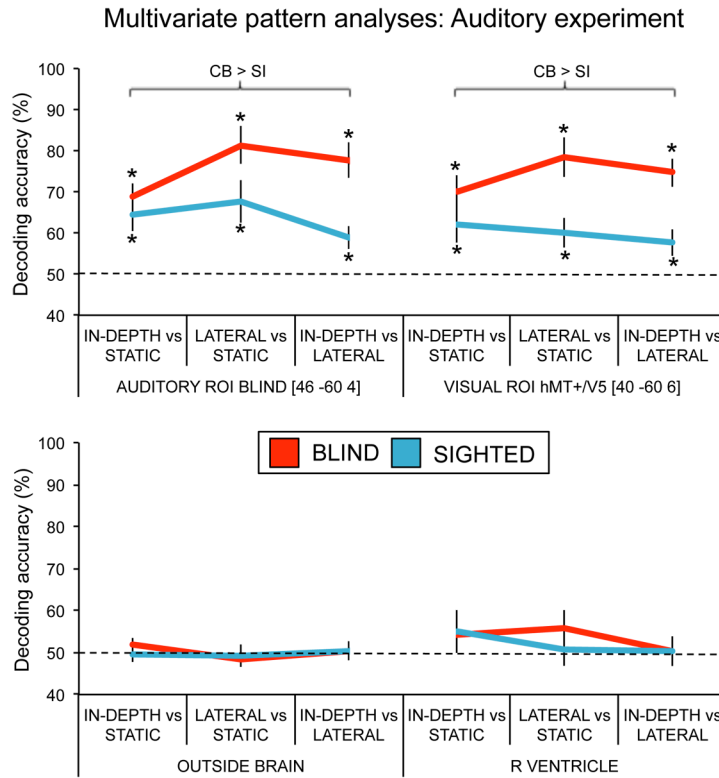 Multivariate pattern analyses: Auditory experiment
CB > SI
CB > SI
Decoding accuracy (%)
100
90
80
70
60
50
40
* * * * * *
* * * * * *
IN-DEPTH vs STATIC
LATERAL vs STATIC
IN-DEPTH vs LATERAL
IN-DEPTH vs STATIC
LATERAL vs STATIC
IN-DEPTH vs LATERAL
AUDITORY ROI BLIND [46 -60 4]
VISUAL ROI hMT+/V5 [40 -60 6]
BLIND
SIGHTED
Decoding accuracy (%)
100
90
80
70
60
50
40
IN-DEPTH vs STATIC
LATERAL vs STATIC
IN-DEPTH vs LATERAL
IN-DEPTH vs STATIC
LATERAL vs STATIC
IN-DEPTH vs LATERAL
OUTSIDE BRAIN
R VENTRICLE